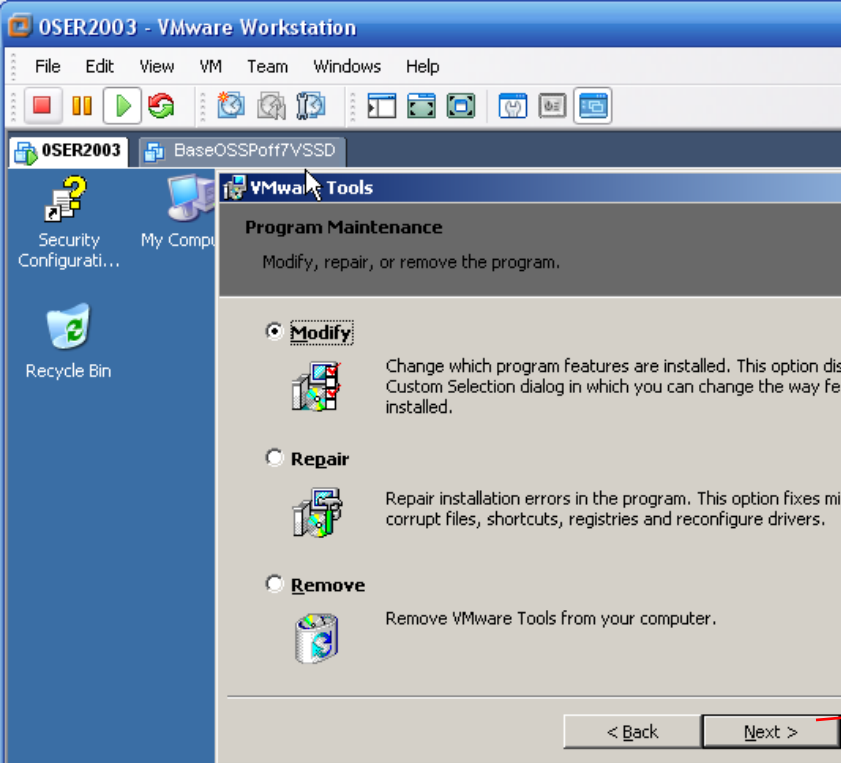 0SER2003 - VMware Workstation
File Edit View VM Team Windows Help
0SER2003 BaseOSSPoff7VSSD
VMware Tools
Security
Configurati...
My Compu
Recycle Bin
Program Maintenance
Modify, repair, or remove the program.
Modify
Change which program features are installed. This option dis
Custom Selection dialog in which you can change the way fe
installed.
Repair
Repair installation errors in the program. This option fixes mi
corrupt files, shortcuts, registries and reconfigure drivers.
Remove
Remove VMware Tools from your computer.
< Back Next >